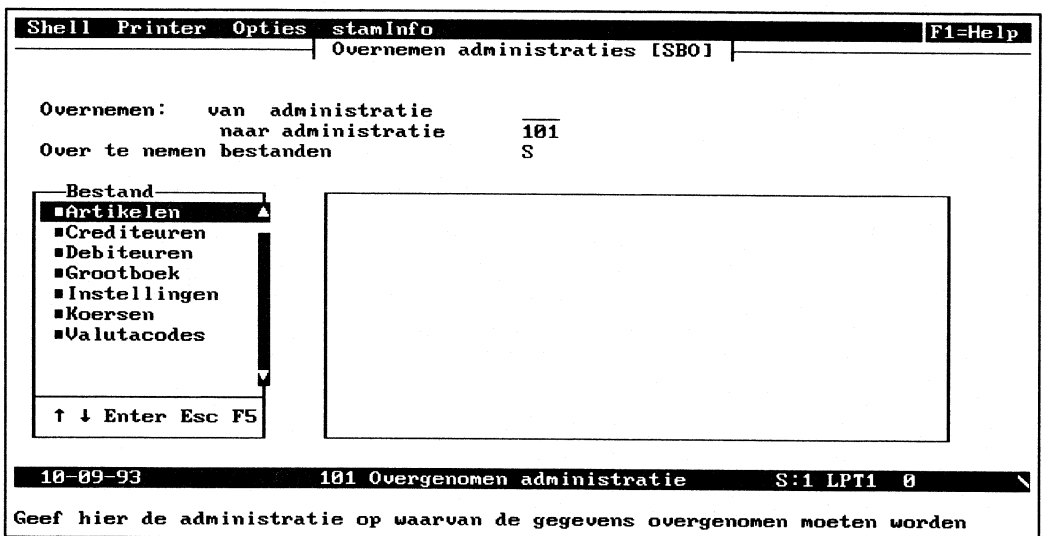 Shell Printer Opties stamInfo F1=Help
Overnemen administraties [SBO]
Overnemen: van administratie
naar administratie 101
Over te nemen bestanden S
Bestand
Artikelen
Crediteuren
Debiteuren
Grootboek
Instellingen
Koersen
Valutacodes
↑ ↓ Enter Esc F5
10-09-93 101 Overgenomen administratie S:1 LPT1 0
Geef hier de administratie op waarvan de gegevens overgenomen moeten worden